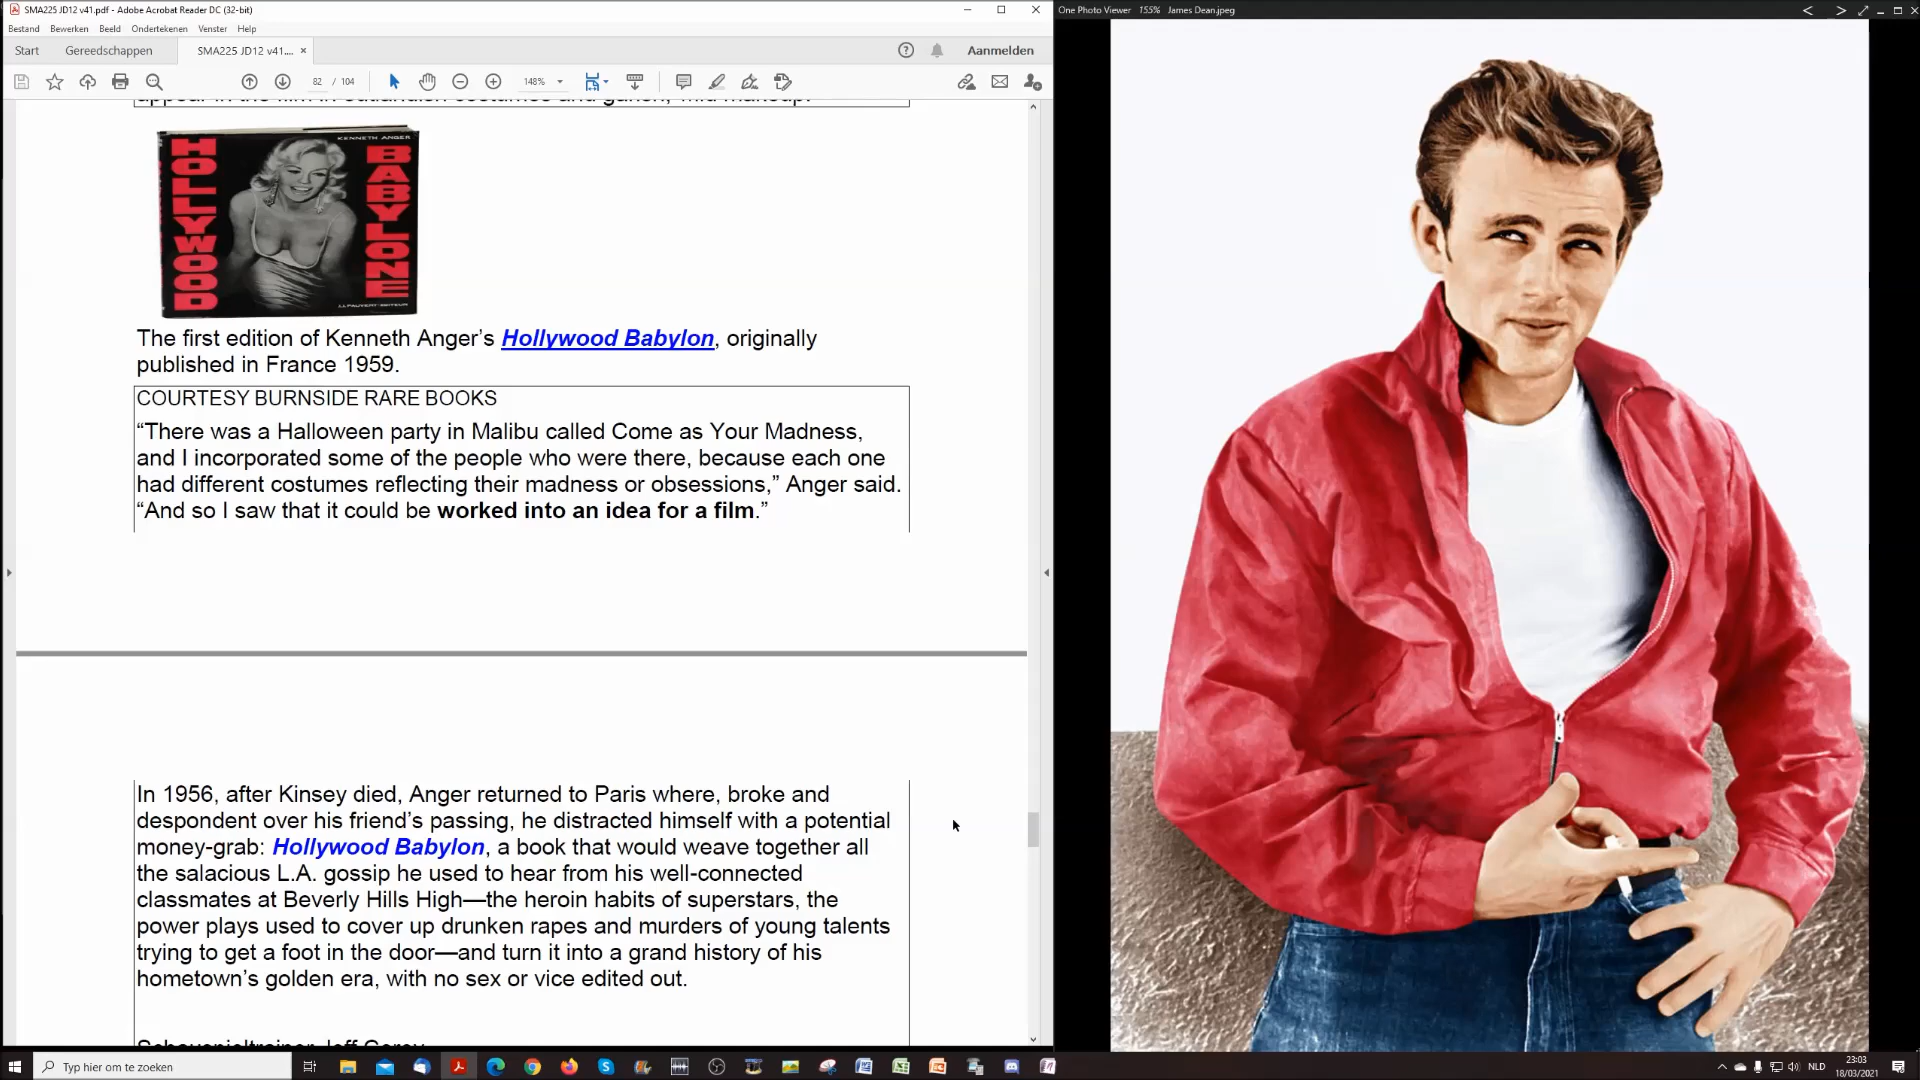 SMA225 JD12 v41.pdf - Adobe Acrobat Reader DC (32-bit)
Bestand Bewerken Beeld Ondertekenen Venster Help
Start Gereedschappen SMA225 JD12 v41.... × Aanmelden
82 / 104 148%
HOLLYWOOD
KENNETH ANGER
BABYLONE
J.J. PAUVERT EDITEUR
The first edition of Kenneth Anger’s Hollywood Babylon, originally
published in France 1959.
COURTESY BURNSIDE RARE BOOKS
“There was a Halloween party in Malibu called Come as Your Madness,
and I incorporated some of the people who were there, because each one
had different costumes reflecting their madness or obsessions,” Anger said.
“And so I saw that it could be worked into an idea for a film.”
In 1956, after Kinsey died, Anger returned to Paris where, broke and
despondent over his friend’s passing, he distracted himself with a potential
money-grab: Hollywood Babylon, a book that would weave together all
the salacious L.A. gossip he used to hear from his well-connected
classmates at Beverly Hills High—the heroin habits of superstars, the
power plays used to cover up drunken rapes and murders of young talents
trying to get a foot in the door—and turn it into a grand history of his
hometown’s golden era, with no sex or vice edited out.
One Photo Viewer 155% James Dean.jpeg
Typ hier om te zoeken
NLD
23:03
18/03/2021